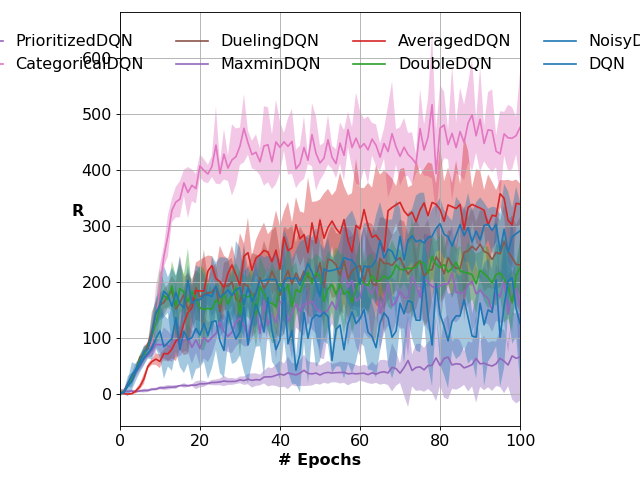 PrioritizedDQN DuelingDQN AveragedDQN NoisyD
CategoricalDQN MaxminDQN DoubleDQN DQN
600
500
400
R
300
200
100
0
0 20 40 60 80 100
# Epochs